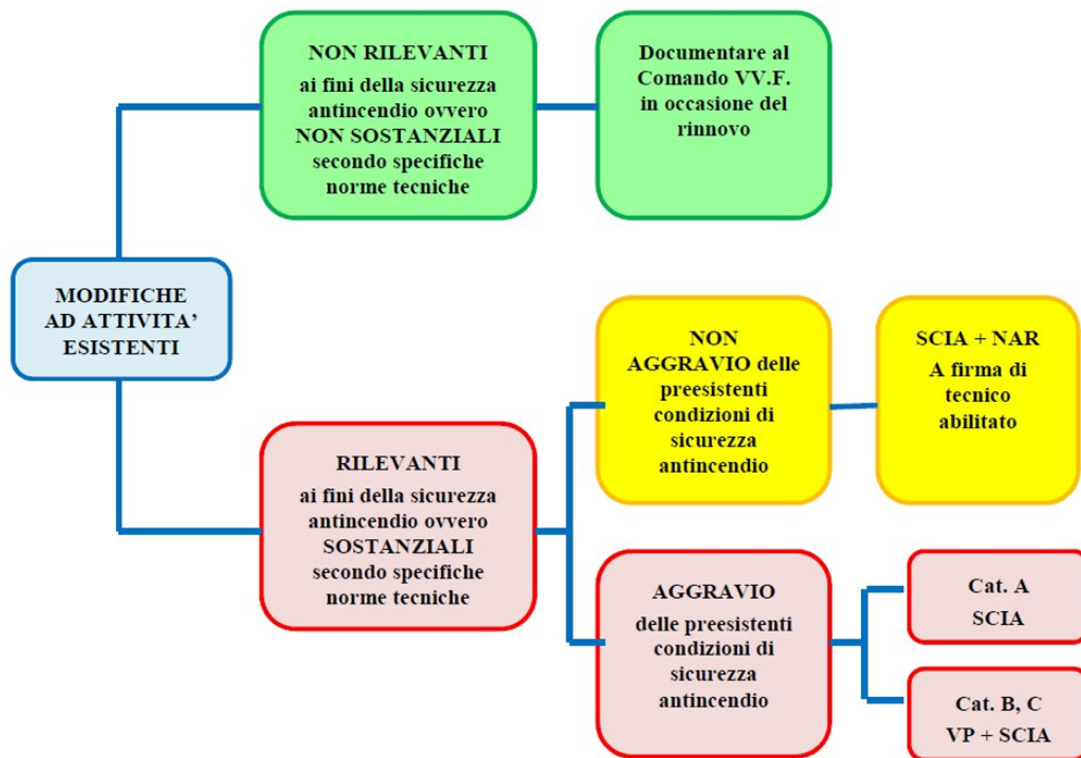 NON RILEVANTI
ai fini della sicurezza
antincendio ovvero
NON SOSTANZIALI
secondo specifiche
norme tecniche
Documentare al
Comando VV.F.
in occasione del
rinnovo
MODIFICHE
AD ATTIVITA’
ESISTENTI
RILEVANTI
ai fini della sicurezza
antincendio ovvero
SOSTANZIALI
secondo specifiche
norme tecniche
NON
AGGRAVIO delle
preesistenti
condizioni di
sicurezza
antincendio
SCIA + NAR
A firma di
tecnico
abilitato
AGGRAVIO
delle preesistenti
condizioni di
sicurezza
antincendio
Cat. A
SCIA
Cat. B, C
VP + SCIA